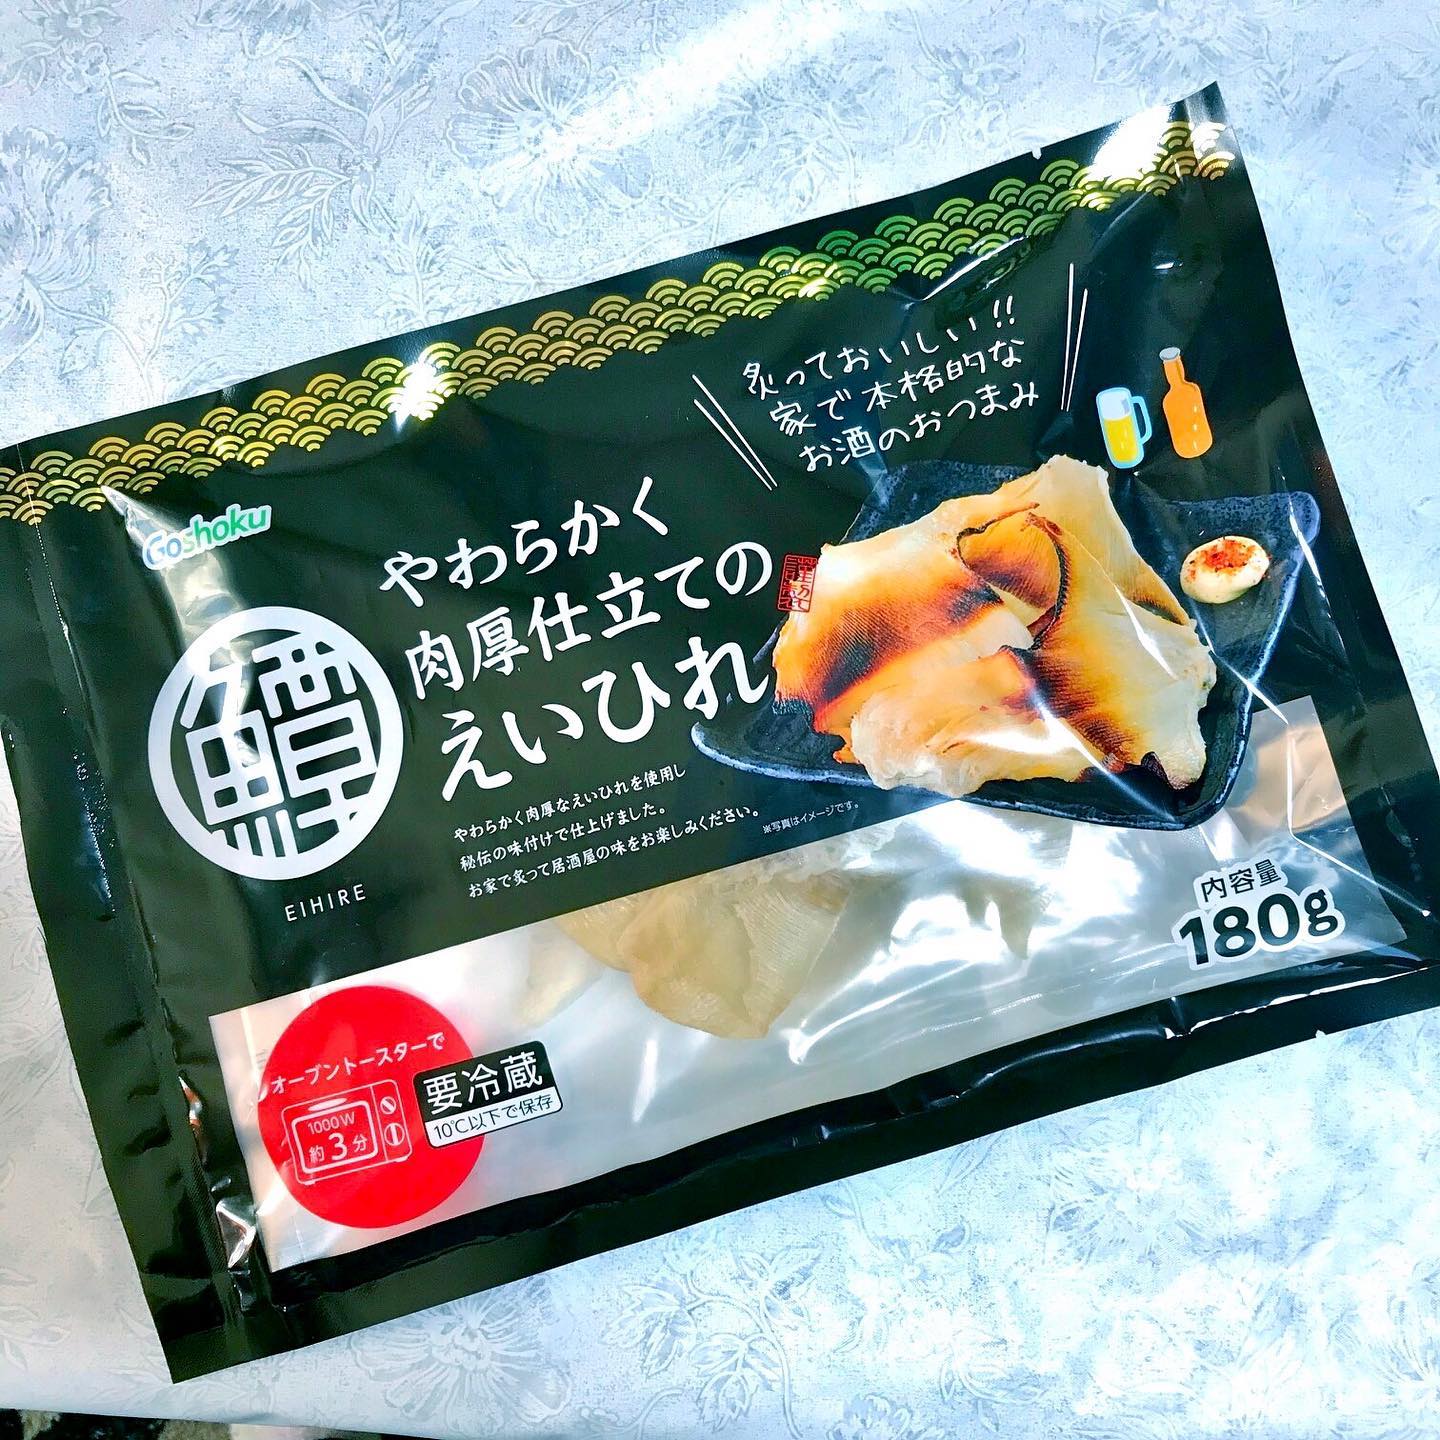 炙っておいしい!!
家で本格的な
お酒のおつまみ
Goshoku
やわらかく
肉厚仕立ての
えいひれ
鱏
EIHIRE
やわらかく肉厚なえいひれを使用し
秘伝の味付けで仕上げました。
お家で炙って居酒屋の味をお楽しみください。
※写真はイメージです。
内容量
180g
オーブントースターで
1000W
約3分
要冷蔵
10℃以下で保存